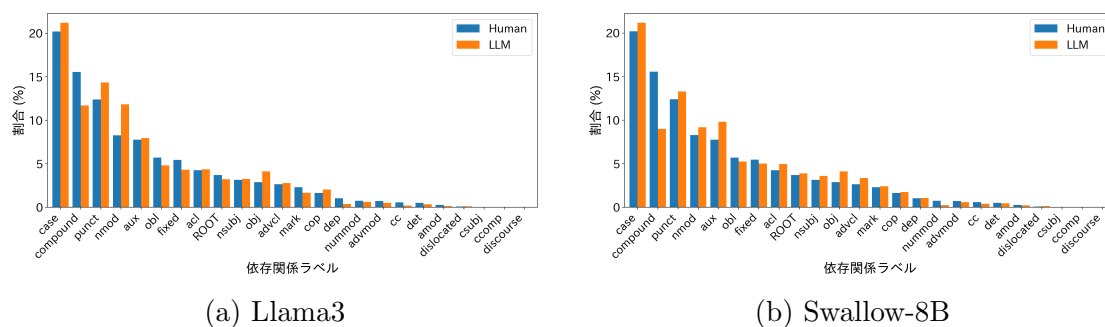 割合 (%)
20
15
10
5
0
Human
LLM
case
compound
punct
nmod
aux
obl
fixed
acl
ROOT
nsubj
obj
advcl
mark
cop
dep
nummod
advmod
cc
det
amod
dislocated
csubj
ccomp
discourse
依存関係ラベル
(a) Llama3
割合 (%)
20
15
10
5
0
Human
LLM
case
compound
punct
nmod
aux
obl
fixed
acl
ROOT
nsubj
obj
advcl
mark
cop
dep
nummod
advmod
cc
det
amod
dislocated
csubj
ccomp
discourse
依存関係ラベル
(b) Swallow-8B